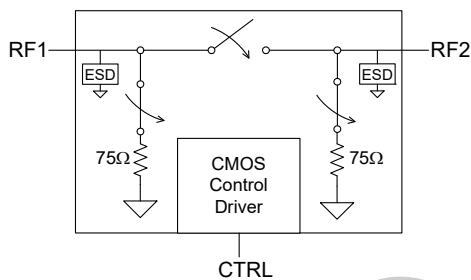 RF1
RF2
ESD
ESD
75Ω
75Ω
CMOS
Control
Driver
CTRL